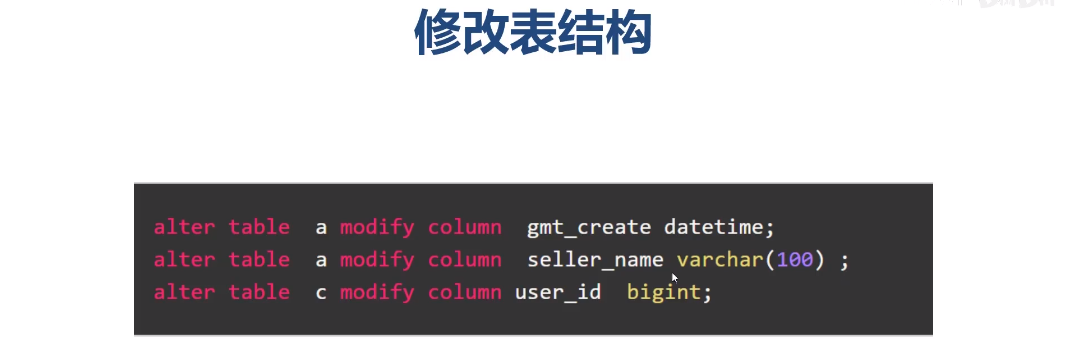 修改表结构
alter table a modify column gmt_create datetime;
alter table a modify column seller_name varchar(100) ;
alter table c modify column user_id bigint;